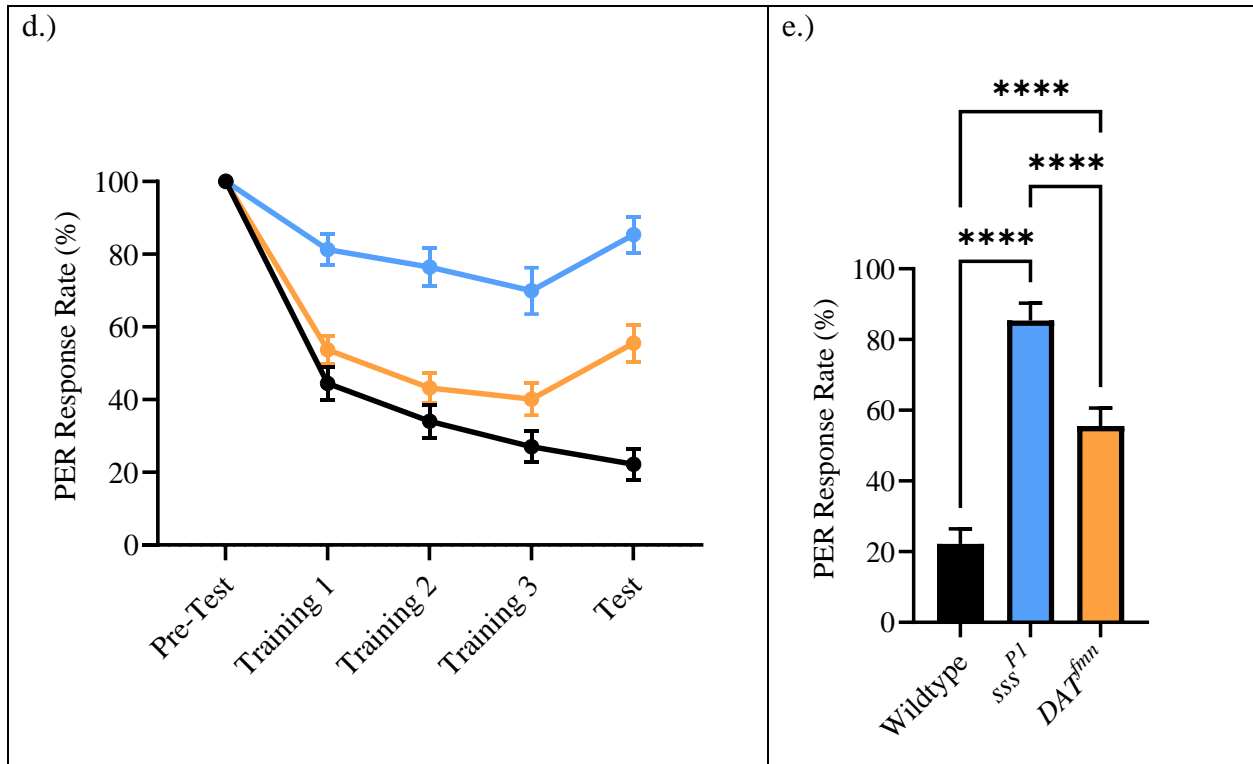 d.)
PER Response Rate (%)
100
80
60
40
20
0
Pre-Test
Training 1
Training 2
Training 3
Test
e.)
****
****
****
PER Response Rate (%)
100
80
60
40
20
0
Wildtype
sss^P1
DAT^fmn